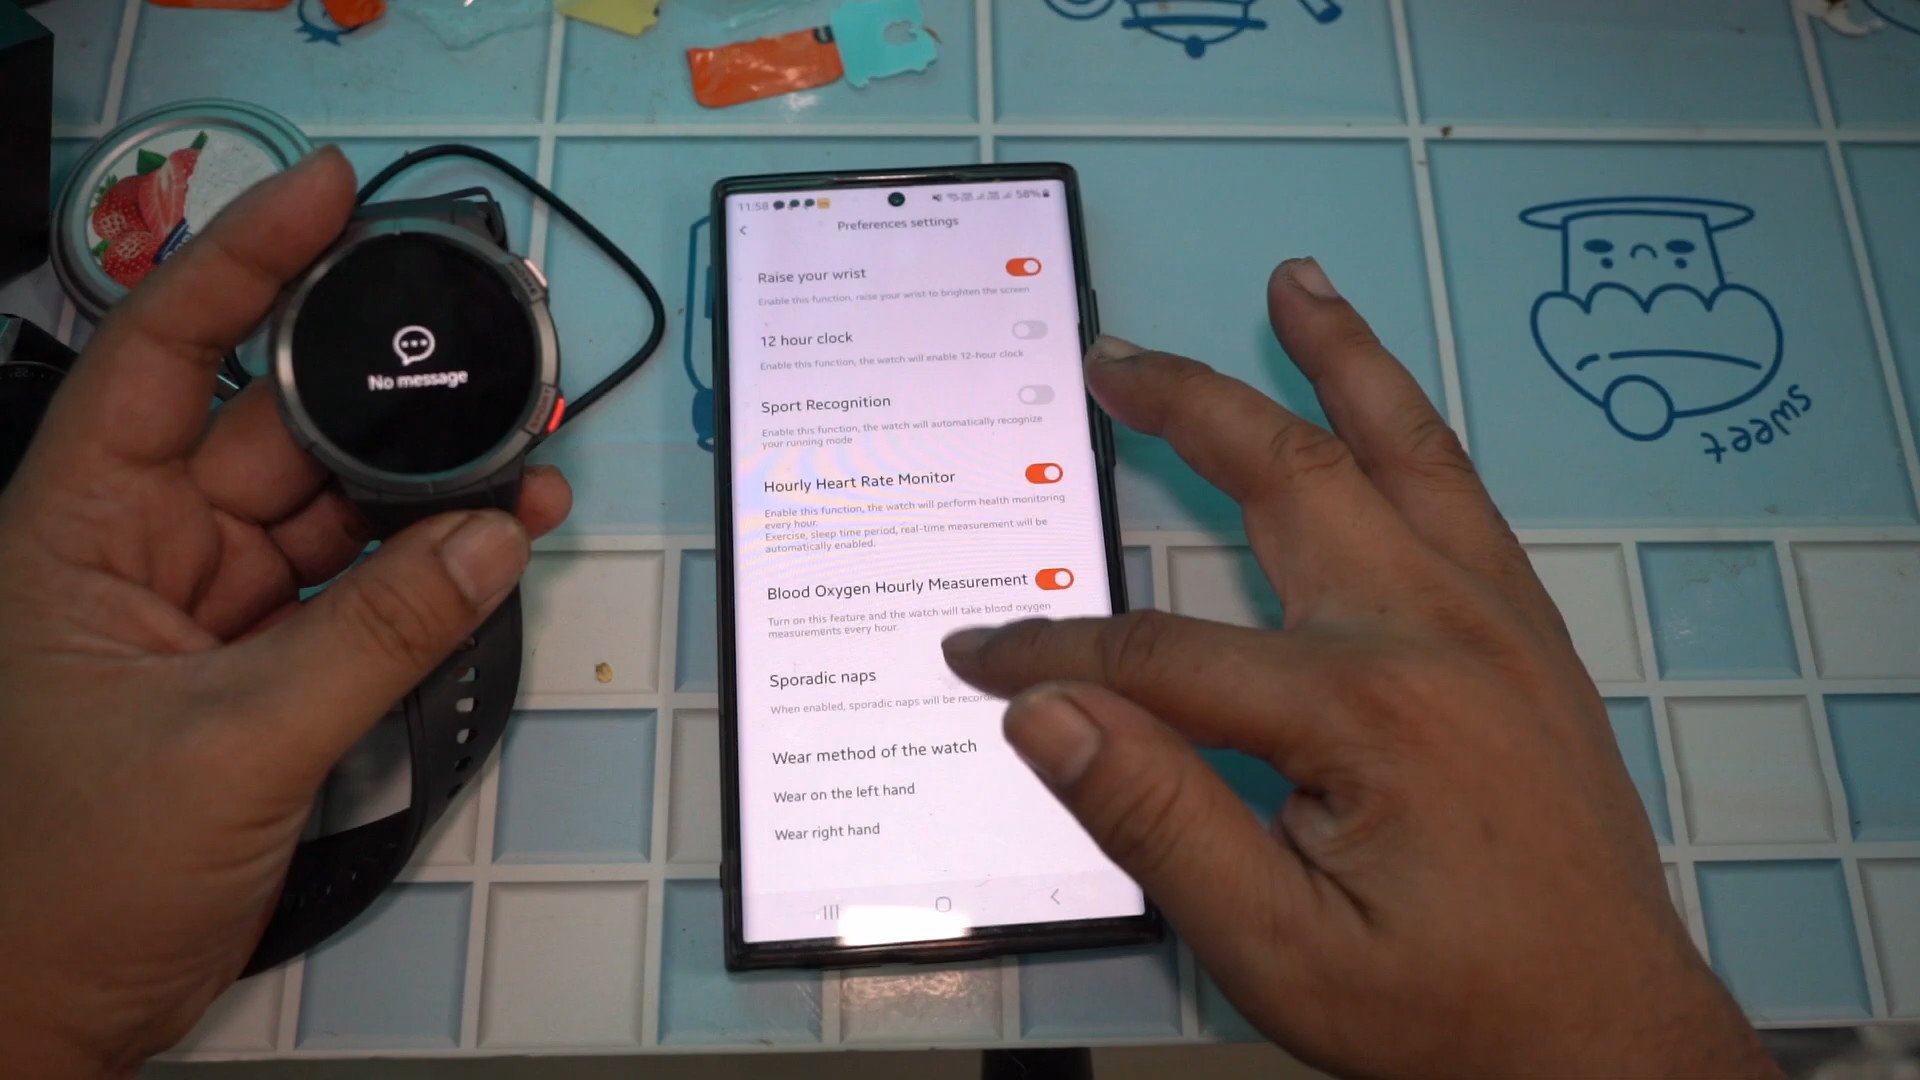 11:58
58%
Preferences settings
Raise your wrist
Enable this function, raise your wrist to brighten the screen
12 hour clock
Enable this function, the watch will enable 12-hour clock
Sport Recognition
Enable this function, the watch will automatically recognize
your running mode
Hourly Heart Rate Monitor
Enable this function, the watch will perform health monitoring
every hour.
Exercise, sleep time period, real-time measurement will be
automatically enabled.
Blood Oxygen Hourly Measurement
Turn on this feature and the watch will take blood oxygen
measurements every hour.
Sporadic naps
When enabled, sporadic naps will be
Wear method of the watch
Wear on the left hand
Wear right hand
No message
SPORT
sweet